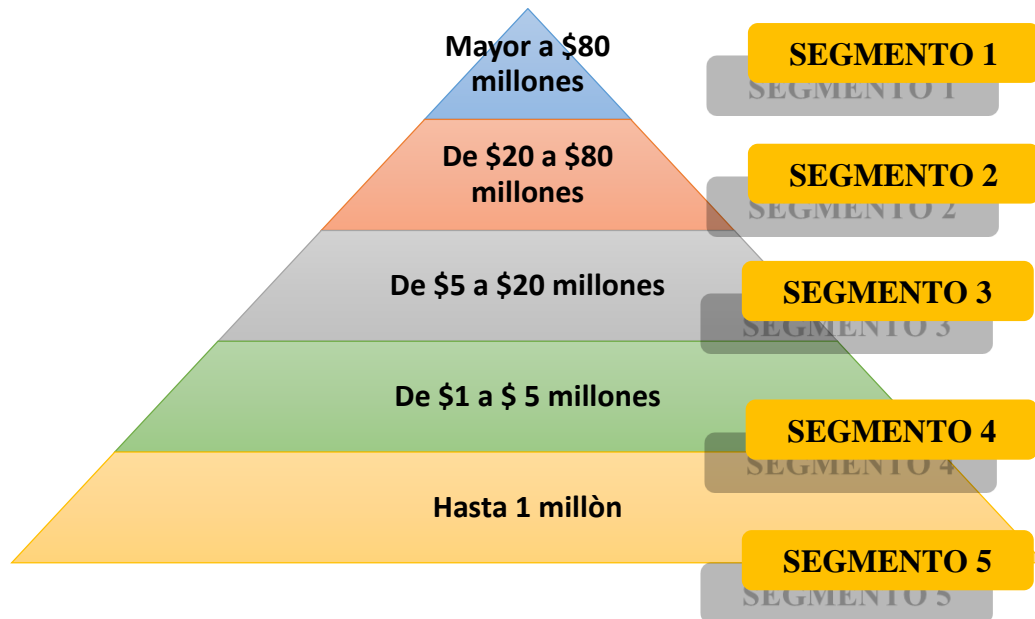 Mayor a $80
millones
SEGMENTO 1
SEGMENTO 1
De $20 a $80
millones
SEGMENTO 2
SEGMENTO 2
De $5 a $20 millones
SEGMENTO 3
SEGMENTO 3
De $1 a $ 5 millones
SEGMENTO 4
SEGMENTO 4
Hasta 1 millòn
SEGMENTO 5
SEGMENTO 5